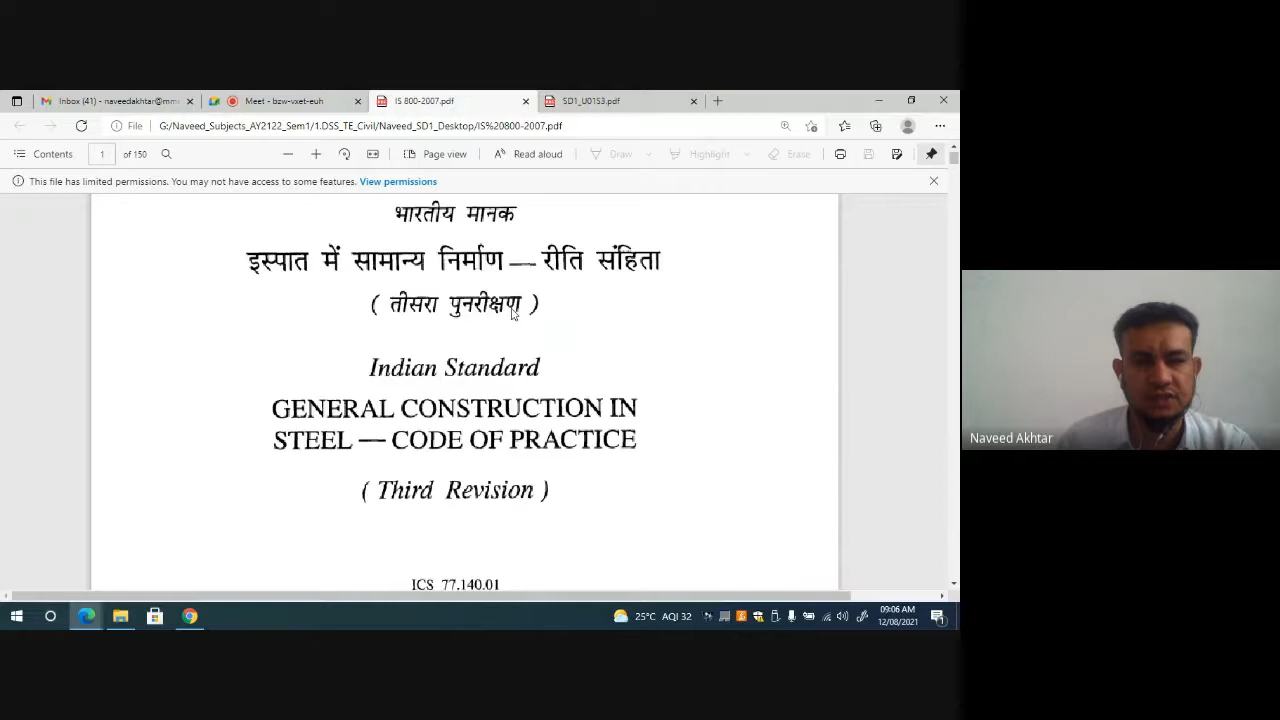 Inbox (41) - naveedakhtar@mm
Meet - bzw-vxet-euh
IS 800-2007.pdf
SD1_U01S3.pdf
File
G:/Naveed_Subjects_AY2122_Sem1/1.DSS_TE_Civil/Naveed_SD1_Desktop/IS%20800-2007.pdf
Contents
1 of 150
Page view
Read aloud
Draw
Highlight
Erase
This file has limited permissions. You may not have access to some features. View permissions
भारतीय मानक
इस्पात में सामान्य निर्माण — रीति संहिता
( तीसरा पुनरीक्षण )
Indian Standard
GENERAL CONSTRUCTION IN
STEEL — CODE OF PRACTICE
( Third Revision )
ICS 77.140.01
Naveed Akhtar
25°C AQI 32
09:06 AM
12/08/2021
1